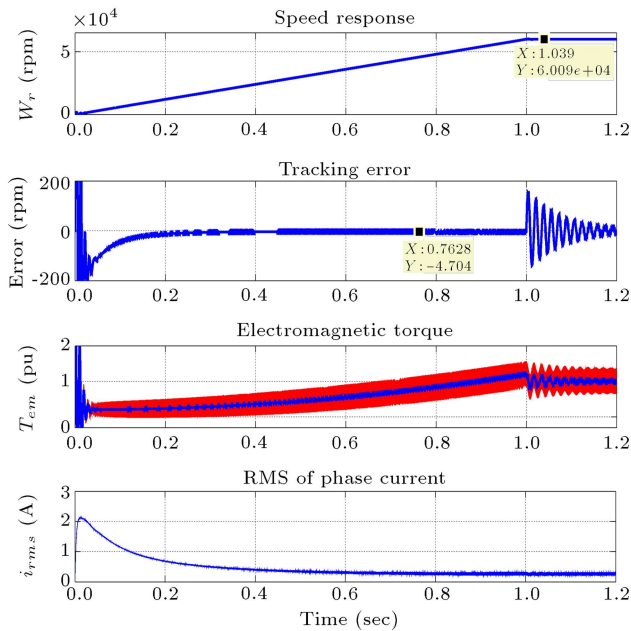 ×10⁴
Speed response
5
0
W_r (rpm)
X:1.039
Y:6.009e+04
0.0 0.2 0.4 0.6 0.8 1.0 1.2
Tracking error
200
0
-200
Error (rpm)
X:0.7628
Y:−4.704
0.0 0.2 0.4 0.6 0.8 1.0 1.2
Electromagnetic torque
2
1
0
T_em (pu)
0.0 0.2 0.4 0.6 0.8 1.0 1.2
RMS of phase current
3
2
1
0
i_rms (A)
0.0 0.2 0.4 0.6 0.8 1.0 1.2
Time (sec)